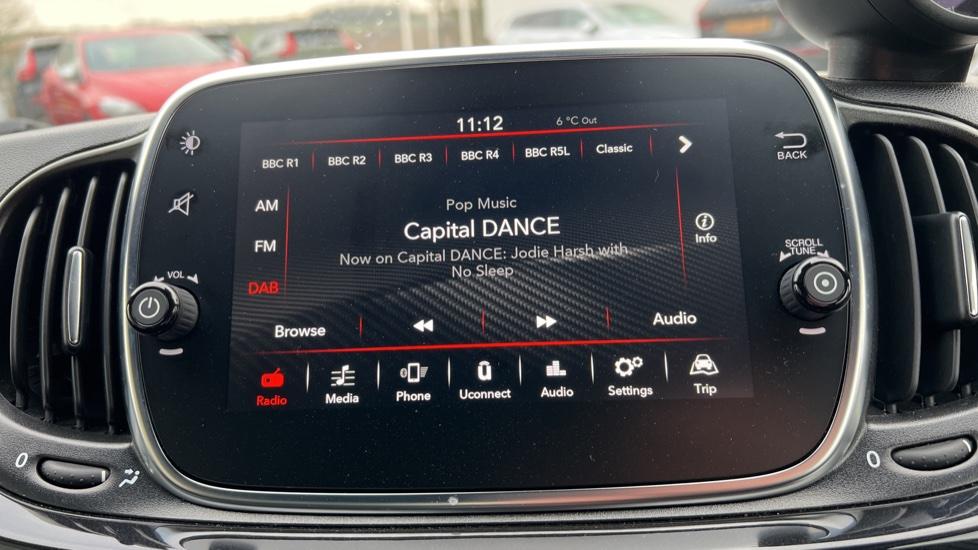 11:12 6 °C Out
BBC R1 BBC R2 BBC R3 BBC R4 BBC R5L Classic
BACK
AM
Pop Music
Capital DANCE
Info
FM
Now on Capital DANCE: Jodie Harsh with
No Sleep
SCROLL
TUNE
VOL
DAB
Browse Audio
Radio Media Phone Uconnect Audio Settings Trip
0 0